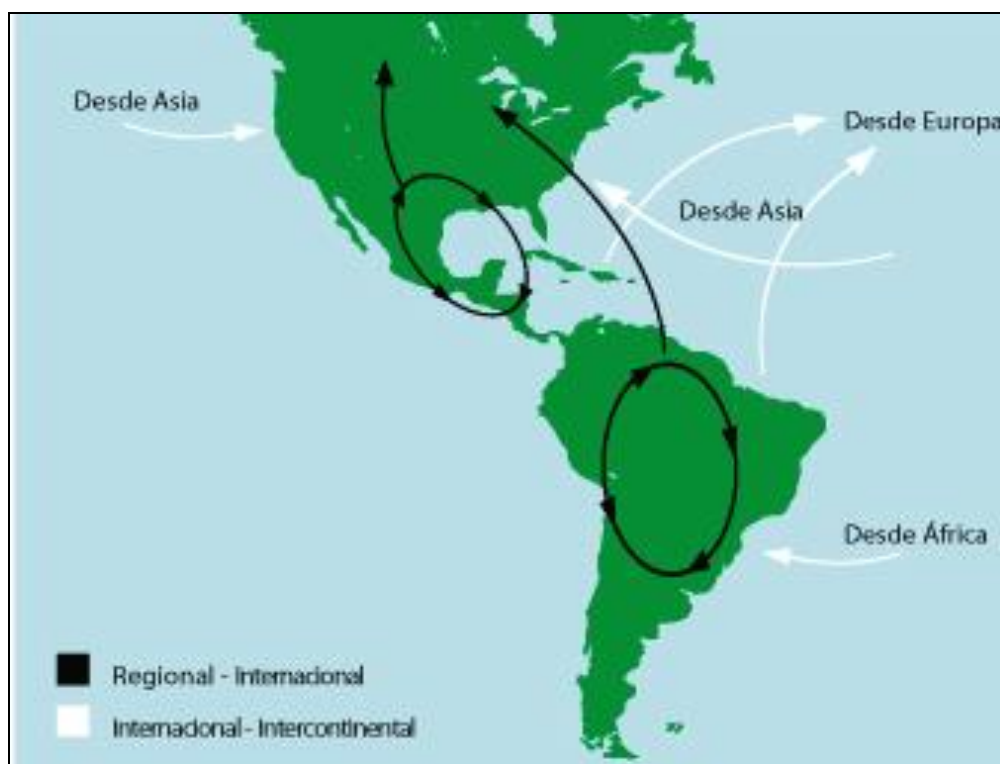 Desde Asia
Desde Europa
Desde Asia
Desde África
Regional - Internacional
Internacional - Intercontinental